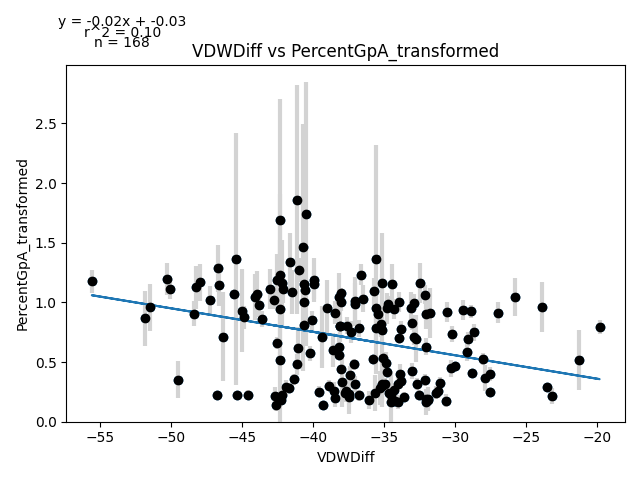 y = -0.02x + -0.03
r^2 = 0.10
n = 168
VDWDiff vs PercentGpA_transformed
PercentGpA_transformed
2.5
2.0
1.5
1.0
0.5
0.0
−55
−50
−45
−40
−35
−30
−25
−20
VDWDiff